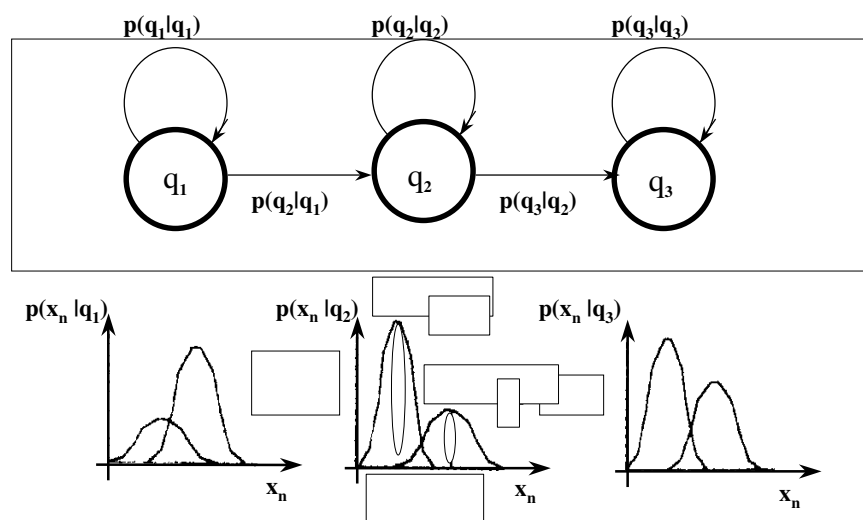 p(q₁|q₁) p(q₂|q₂) p(q₃|q₃)
q₁ q₂ q₃
p(q₂|q₁) p(q₃|q₂)
p(xₙ |q₁) p(xₙ |q₂) p(xₙ |q₃)
xₙ xₙ xₙ